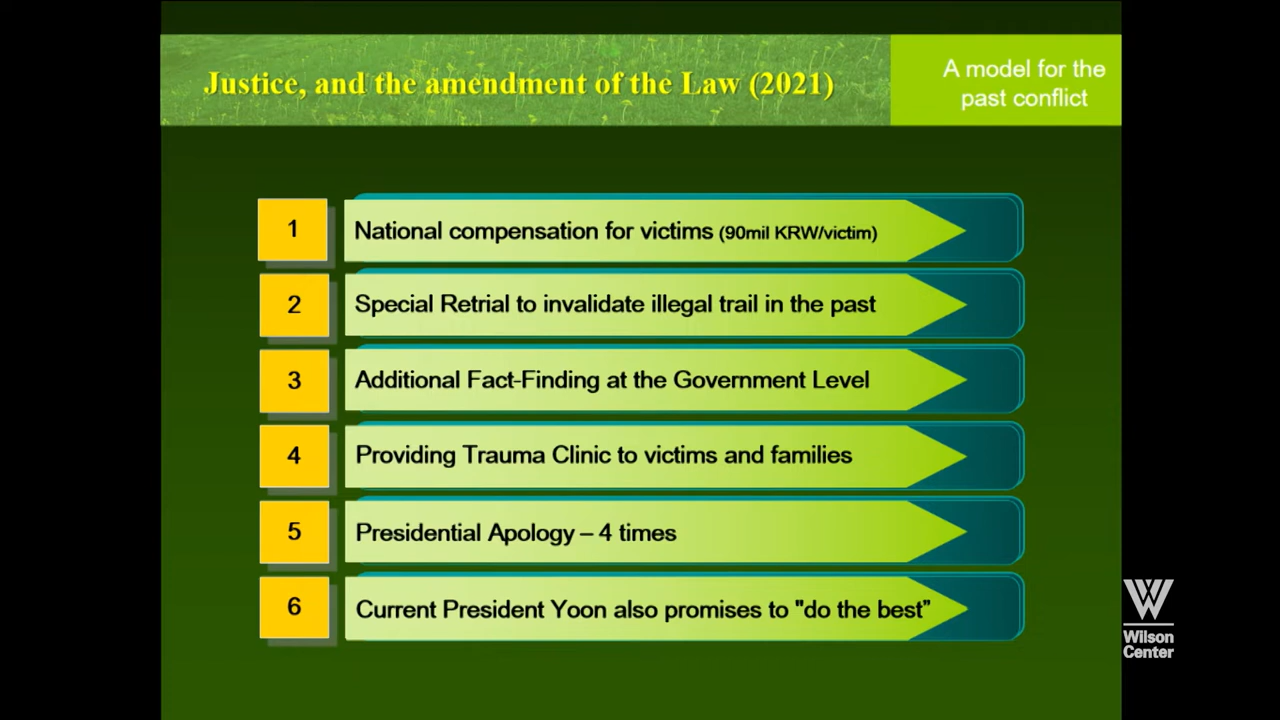 Justice, and the amendment of the Law (2021)
A model for the
past conflict
1
National compensation for victims (90mil KRW/victim)
2
Special Retrial to invalidate illegal trail in the past
3
Additional Fact-Finding at the Government Level
4
Providing Trauma Clinic to victims and families
5
Presidential Apology – 4 times
6
Current President Yoon also promises to "do the best”
W
Wilson
Center